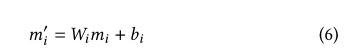 m′ᵢ = Wᵢmᵢ + bᵢ (6)